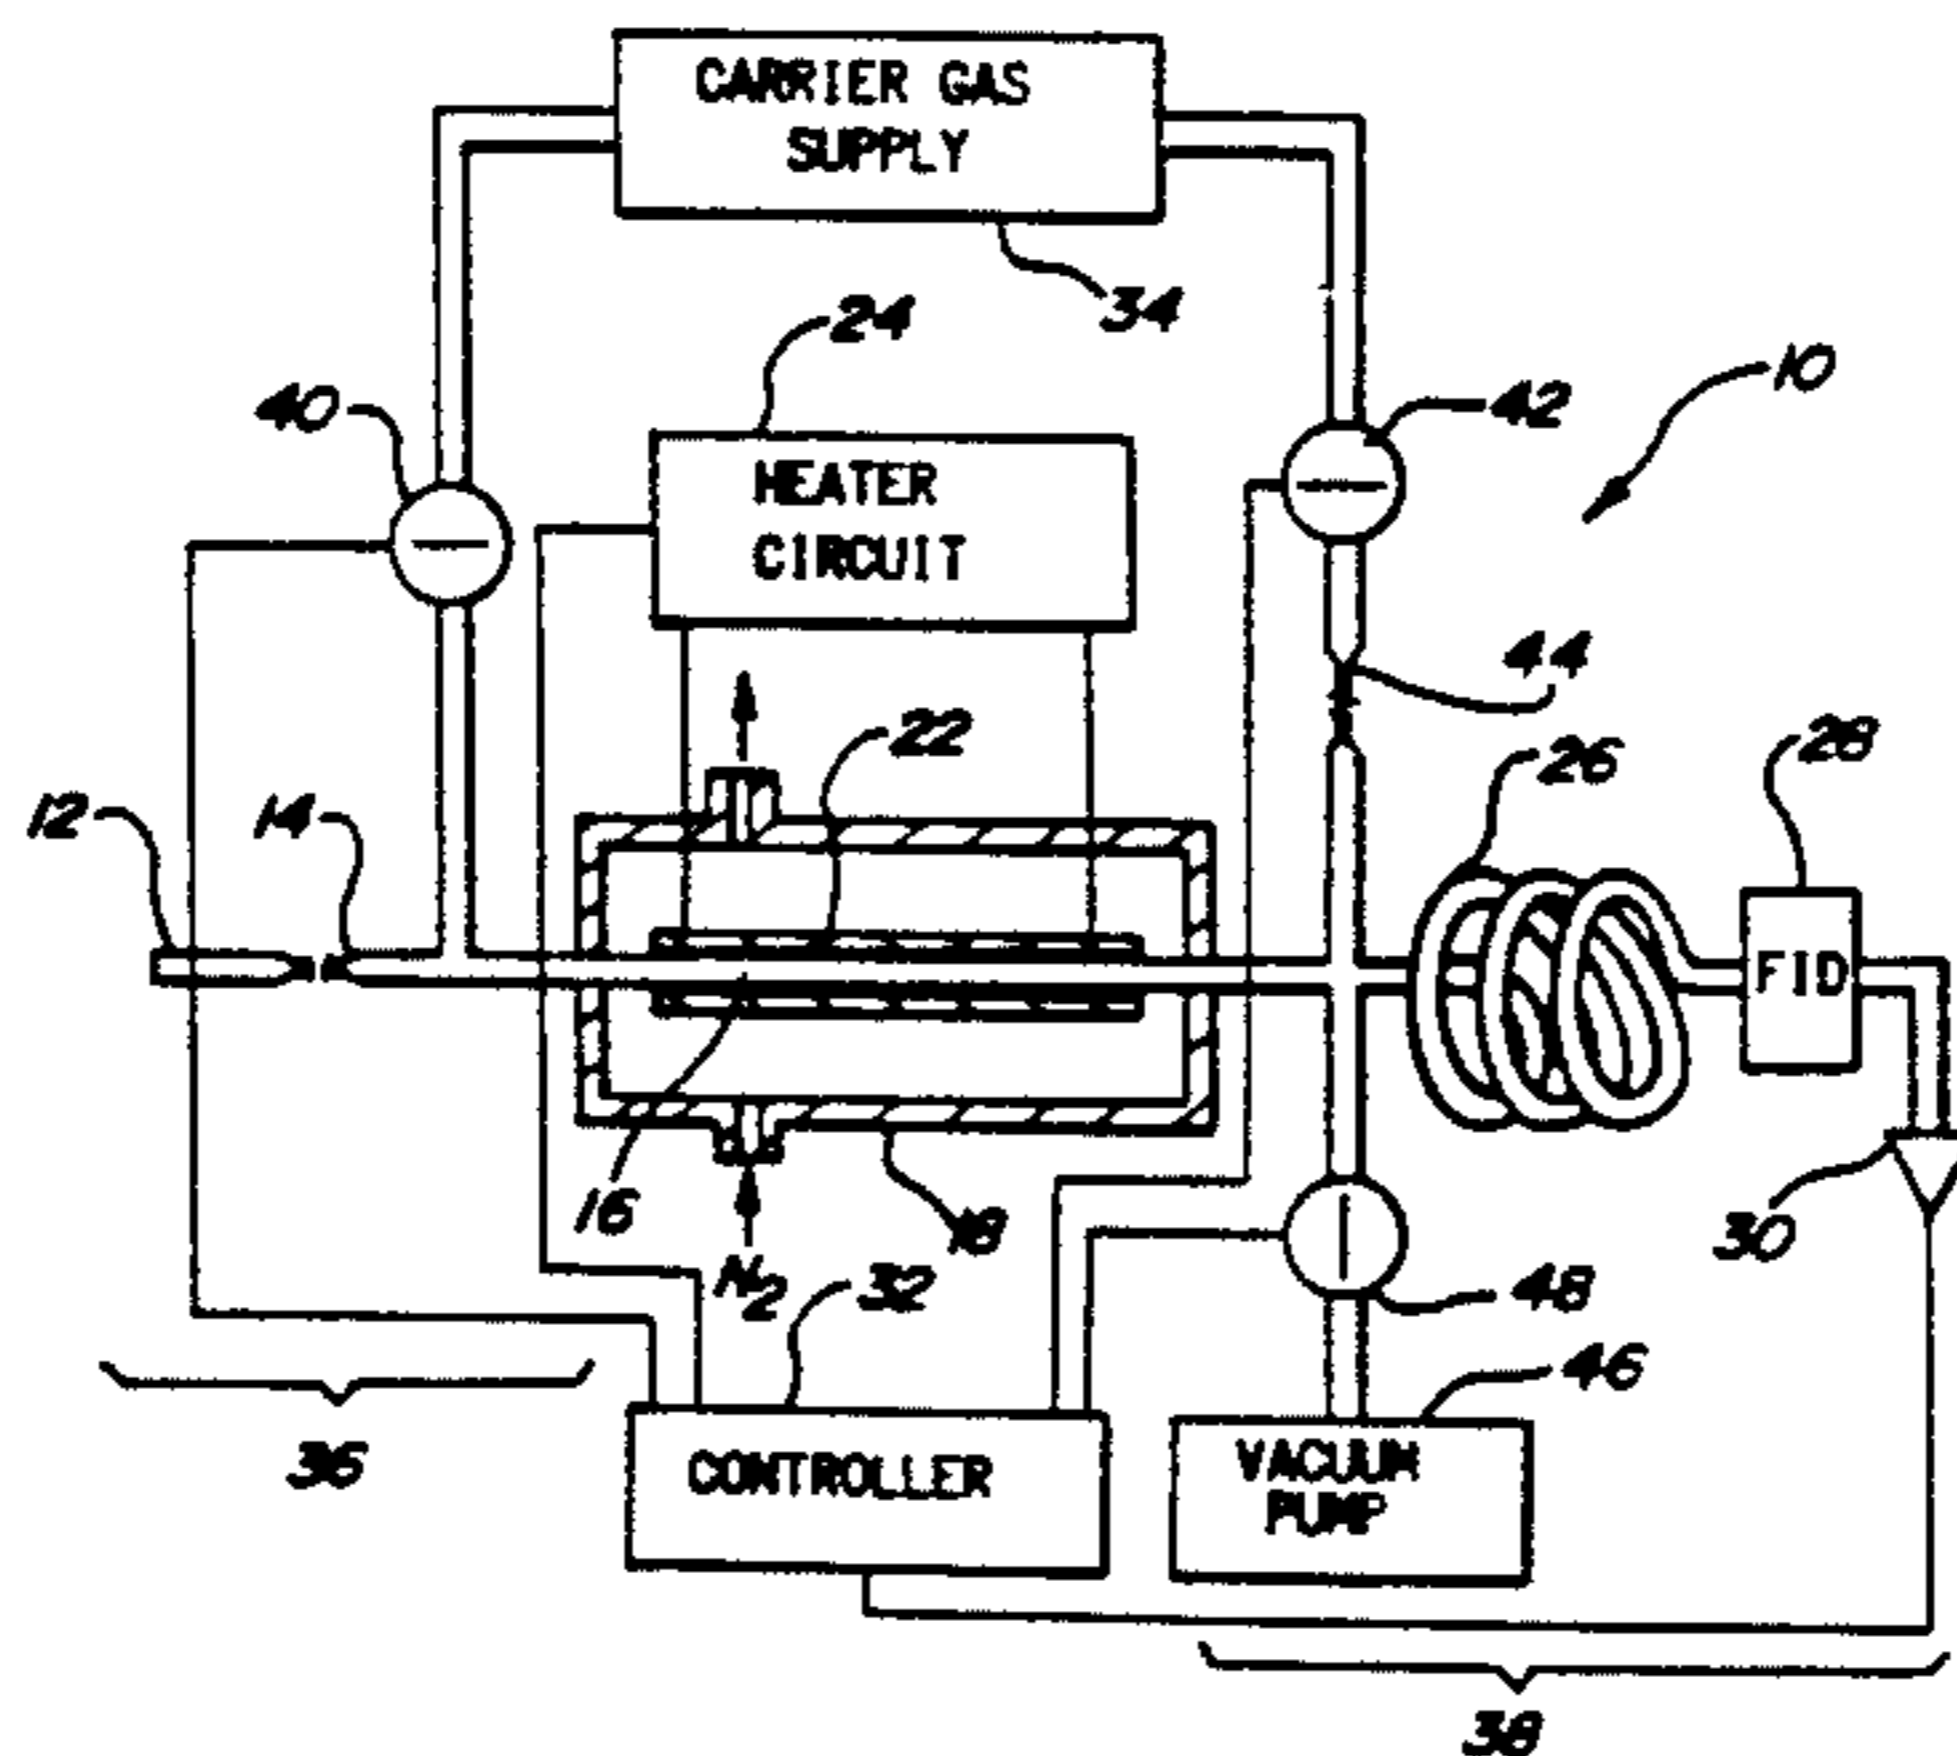 CARRIER GAS
SUPPLY
34
24
10
40
42
HEATER
CIRCUIT
44
22
26
28
12
14
FID
16
18
30
N2
32
48
46
36
CONTROLLER
VACUUM
PUMP
38